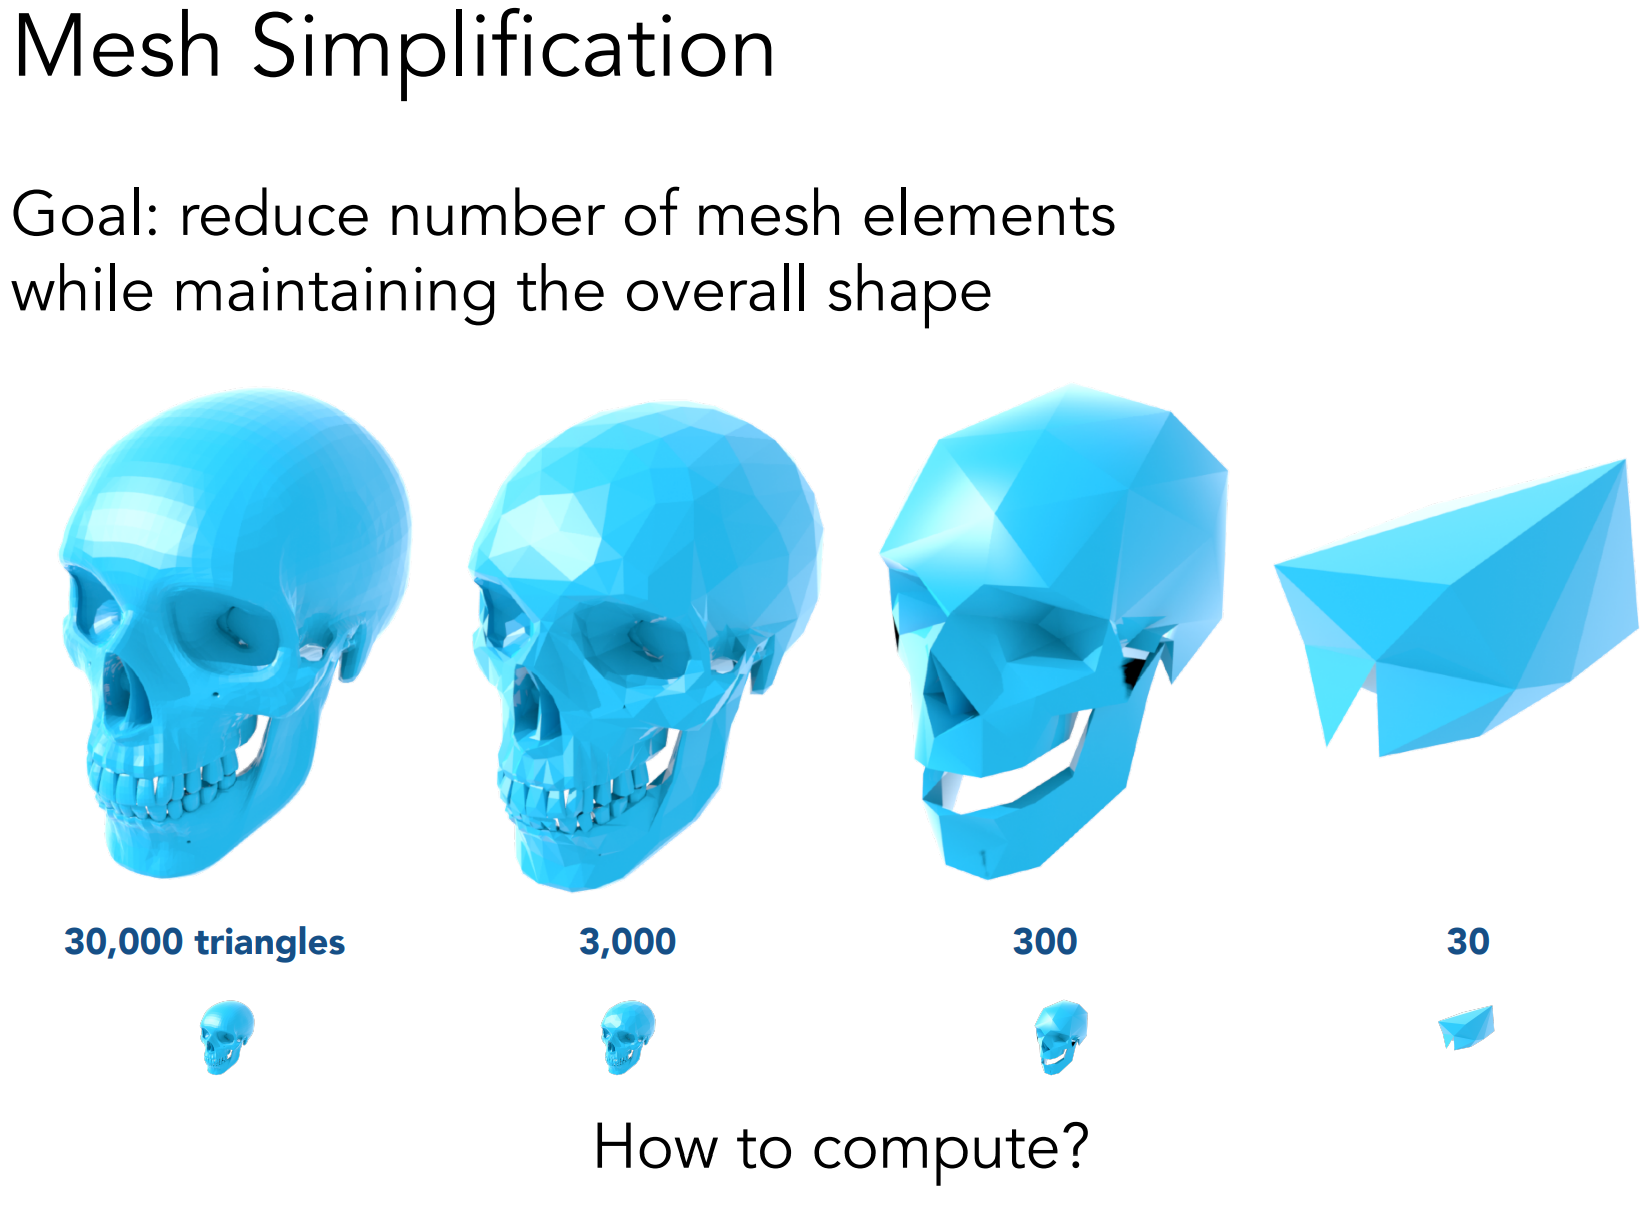 Mesh Simplification
Goal: reduce number of mesh elements
while maintaining the overall shape
30,000 triangles
3,000
300
30
How to compute?